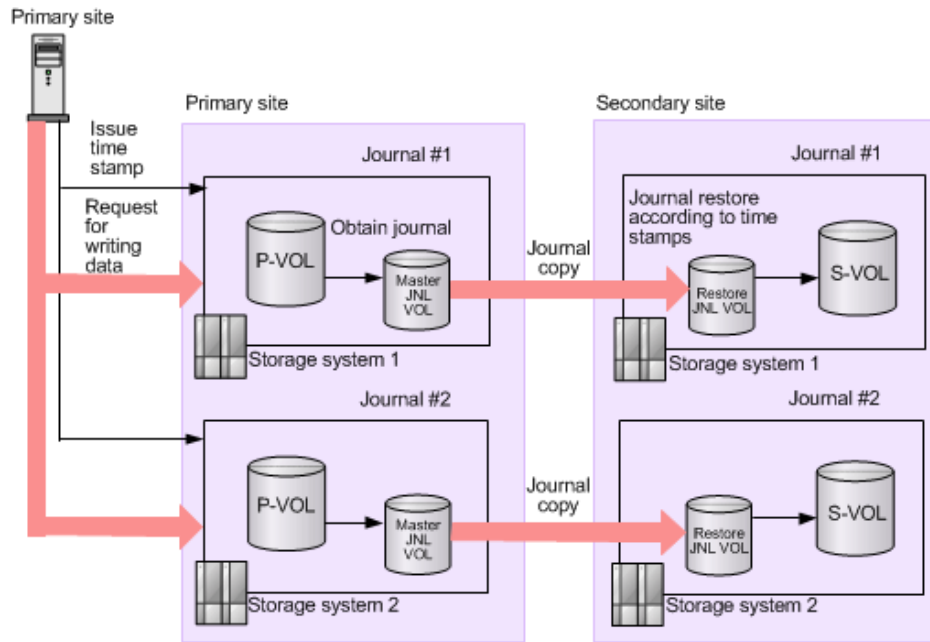 Primary site
Primary site
Secondary site
Issue
time
stamp
Request
for
writing
data
Journal #1
Obtain journal
P-VOL
Master
JNL
VOL
Storage system 1
Journal
copy
Journal #1
Journal restore
according to time
stamps
Restore
JNL VOL
S-VOL
Storage system 1
Journal #2
P-VOL
Master
JNL
VOL
Storage system 2
Journal
copy
Journal #2
Restore
JNL VOL
S-VOL
Storage system 2